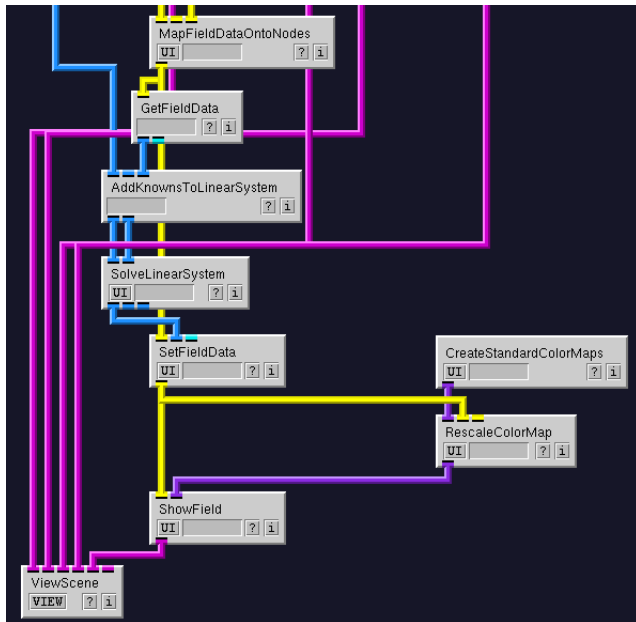 MapFieldDataOntoNodes
UI ? i
GetFieldData
? i
AddKnownsToLinearSystem
? i
SolveLinearSystem
UI ? i
SetFieldData
UI ? i
CreateStandardColorMaps
UI ? i
RescaleColorMap
UI ? i
ShowField
UI ? i
ViewScene
VIEW ? i